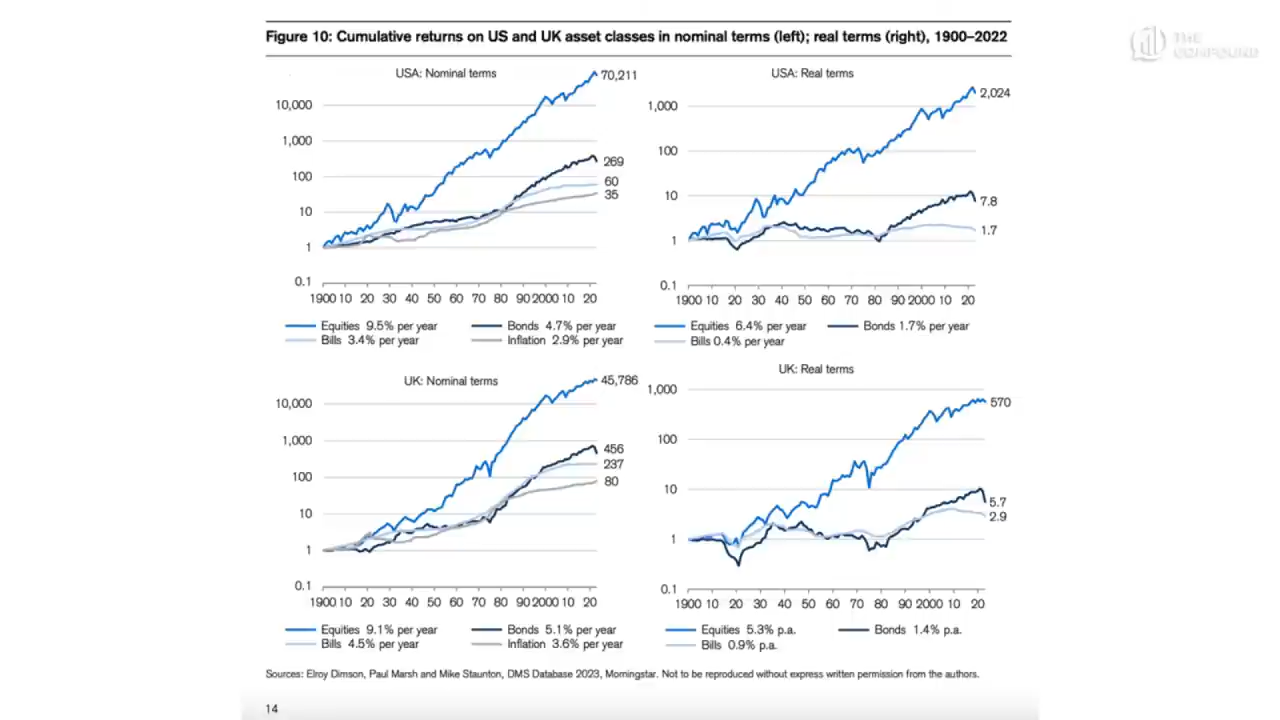 THE
COMPOUND
Figure 10: Cumulative returns on US and UK asset classes in nominal terms (left); real terms (right), 1900–2022
USA: Nominal terms
70,211
10,000
1,000
269
100
60
35
10
1
0.1
1900 10 20 30 40 50 60 70 80 90 2000 10 20
Equities 9.5% per year
Bonds 4.7% per year
Bills 3.4% per year
Inflation 2.9% per year
USA: Real terms
2,024
1,000
100
10
7.8
1.7
1
0.1
1900 10 20 30 40 50 60 70 80 90 2000 10 20
Equities 6.4% per year
Bonds 1.7% per year
Bills 0.4% per year
UK: Nominal terms
45,786
10,000
1,000
456
237
100
80
10
1
0.1
1900 10 20 30 40 50 60 70 80 90 2000 10 20
Equities 9.1% per year
Bonds 5.1% per year
Bills 4.5% per year
Inflation 3.6% per year
UK: Real terms
1,000
570
100
10
5.7
2.9
1
0.1
1900 10 20 30 40 50 60 70 80 90 2000 10 20
Equities 5.3% p.a.
Bonds 1.4% p.a.
Bills 0.9% p.a.
Sources: Elroy Dimson, Paul Marsh and Mike Staunton, DMS Database 2023, Morningstar. Not to be reproduced without express written permission from the authors.
14